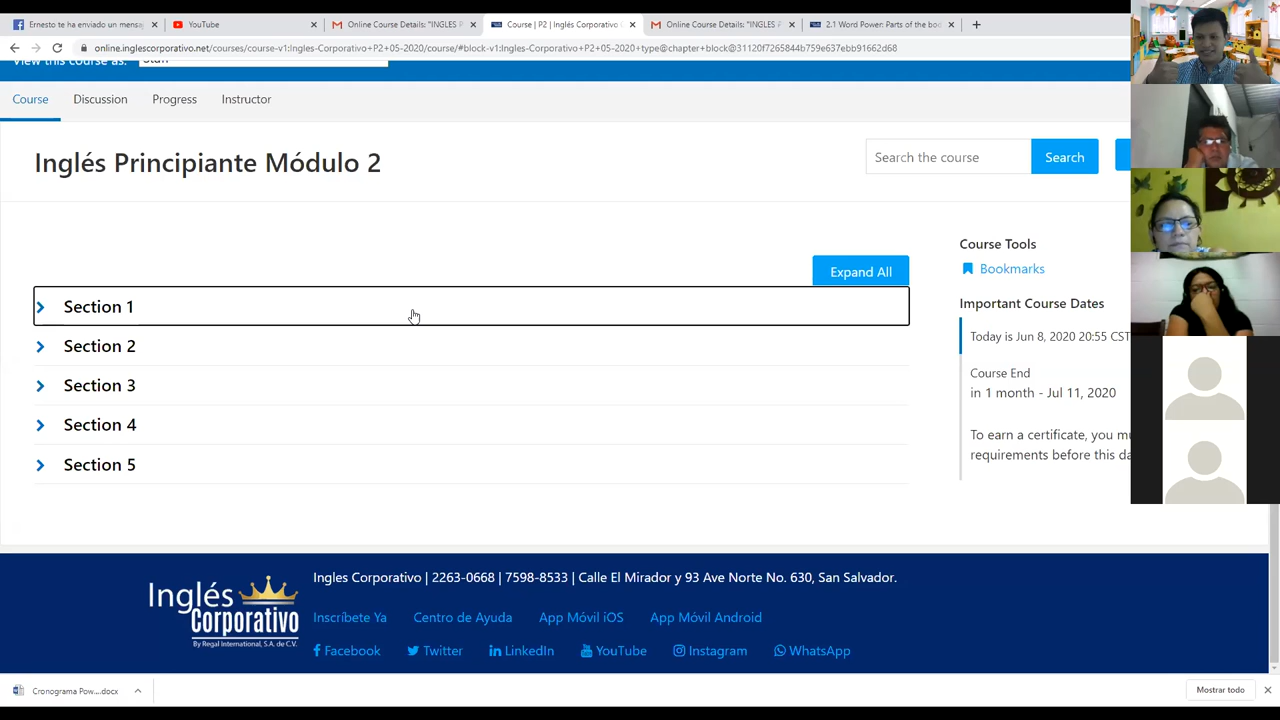 Ernesto te ha enviado un mensaj
YouTube
Online Course Details: "INGLES P
Course | P2 | Inglés Corporativo
Online Course Details: "INGLES P
2.1 Word Power: Parts of the bod
online.inglescorporativo.net/courses/course-v1:Ingles-Corporativo+P2+05-2020/course/#block-v1:Ingles-Corporativo+P2+05-2020+type@chapter+block@31120f7265844b759e637ebb91662d68
View this course as:
Staff
Course
Discussion
Progress
Instructor
Inglés Principiante Módulo 2
Search the course
Search
Expand All
Section 1
Section 2
Section 3
Section 4
Section 5
Course Tools
Bookmarks
Important Course Dates
Today is Jun 8, 2020 20:55 CST
Course End
in 1 month - Jul 11, 2020
To earn a certificate, you mu
requirements before this da
Inglés
Corporativo
By Regal International, S.A. de C.V.
Ingles Corporativo | 2263-0668 | 7598-8533 | Calle El Mirador y 93 Ave Norte No. 630, San Salvador.
Inscríbete Ya
Centro de Ayuda
App Móvil iOS
App Móvil Android
Facebook
Twitter
LinkedIn
YouTube
Instagram
WhatsApp
Cronograma Pow....docx
Mostrar todo